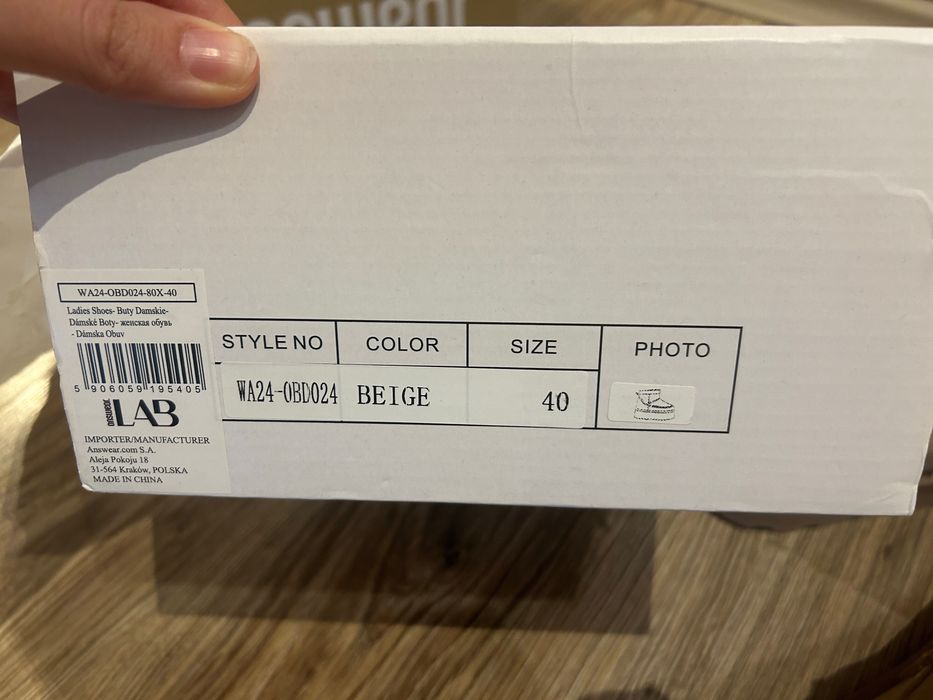 answear
WA24-OBD024-80X-40
Ladies Shoes- Buty Damskie-
Dámské Boty- женская обувь
- Dámska Obuv
5 906059 195405
answear LAB
IMPORTER/MANUFACTURER
Answear.com S.A.
Aleja Pokoju 18
31-564 Kraków, POLSKA
MADE IN CHINA
STYLE NO COLOR SIZE PHOTO
WA24-OBD024 BEIGE 40